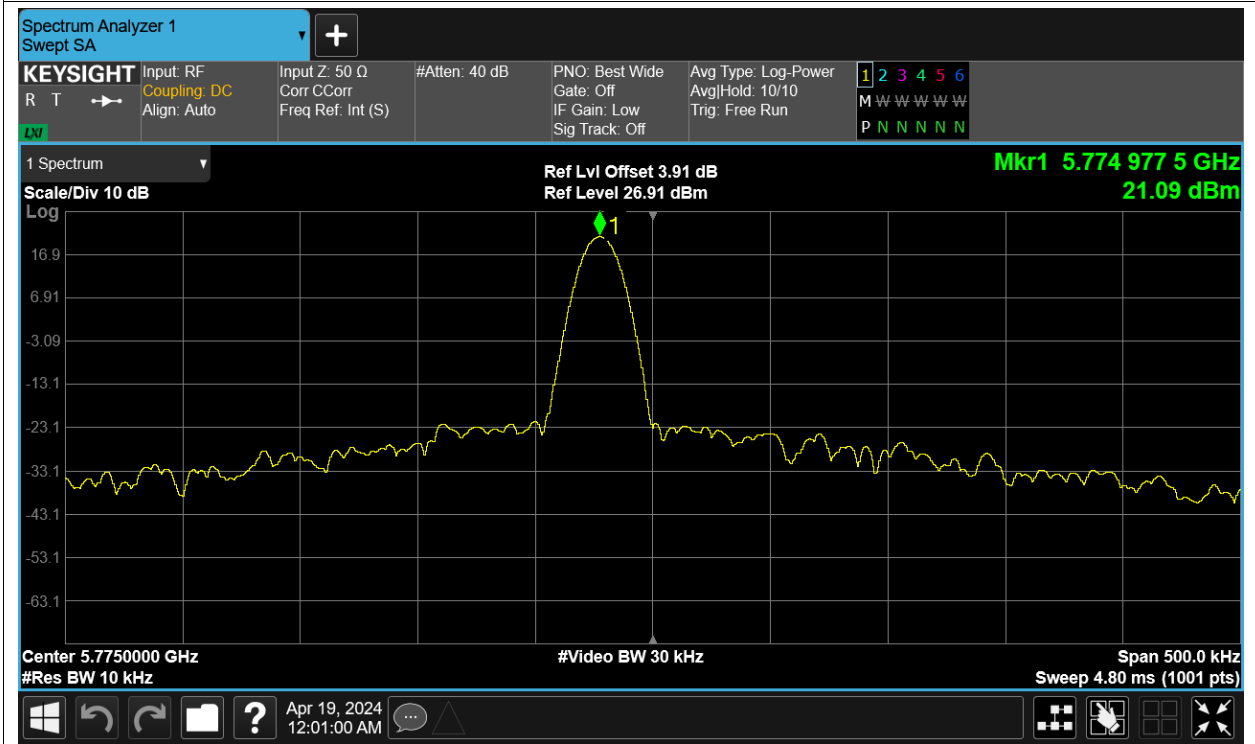 Spectrum Analyzer 1
Swept SA
+
KEYSIGHT
R T
LXI
Input: RF
Coupling: DC
Align: Auto
Input Z: 50 Ω
Corr CCorr
Freq Ref: Int (S)
#Atten: 40 dB
PNO: Best Wide
Gate: Off
IF Gain: Low
Sig Track: Off
Avg Type: Log-Power
Avg|Hold: 10/10
Trig: Free Run
1 2 3 4 5 6
M W W W W W
P N N N N N
1 Spectrum
Scale/Div 10 dB
Log
Ref Lvl Offset 3.91 dB
Ref Level 26.91 dBm
Mkr1 5.774 977 5 GHz
21.09 dBm
1
16.9
6.91
-3.09
-13.1
-23.1
-33.1
-43.1
-53.1
-63.1
Center 5.7750000 GHz
#Res BW 10 kHz
#Video BW 30 kHz
Span 500.0 kHz
Sweep 4.80 ms (1001 pts)
?
Apr 19, 2024
12:01:00 AM